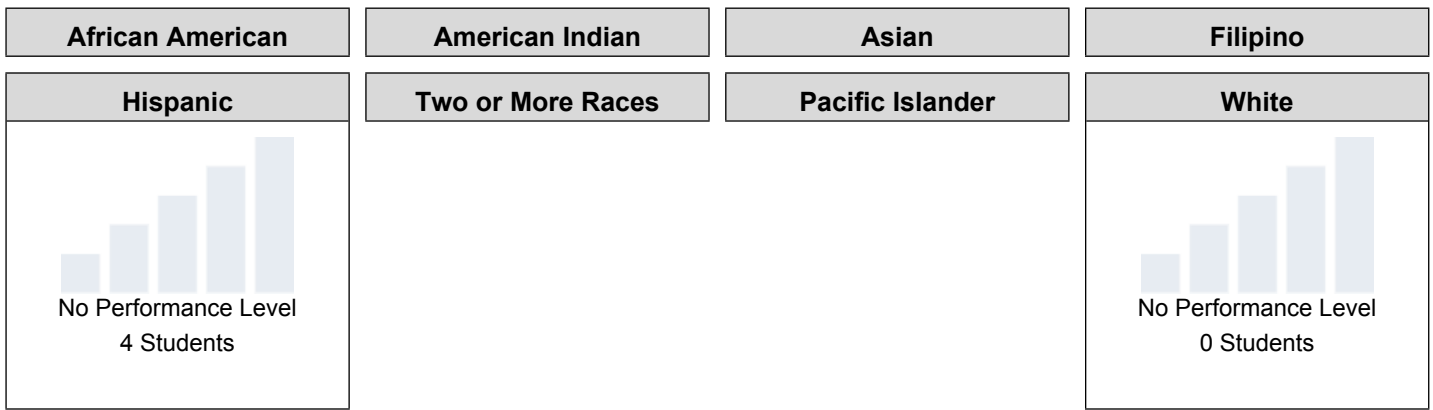 African American
American Indian
Asian
Filipino
Hispanic
Two or More Races
Pacific Islander
White
No Performance Level
4 Students
No Performance Level
0 Students